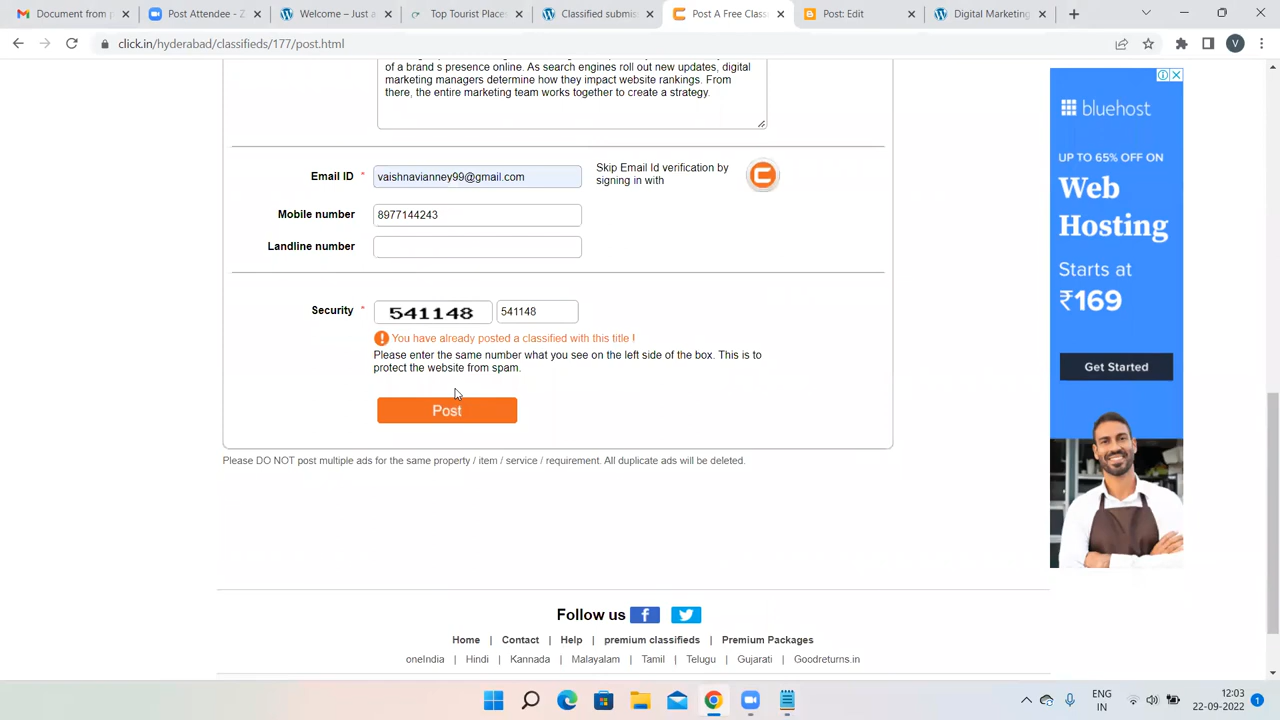 Document from
Post Attendee - Z
Welcome – Just a
Top Tourist Place
Classified submis
Post A Free Class
Post: Edit
Digital Marketing
click.in/hyderabad/classifieds/177/post.html
V
of a brand s presence online. As search engines roll out new updates, digital
marketing managers determine how they impact website rankings. From
there, the entire marketing team works together to create a strategy.
Email ID *
vaishnavianney99@gmail.com
Skip Email Id verification by
signing in with
Mobile number
8977144243
Landline number
Security *
541148
541148
You have already posted a classified with this title !
Please enter the same number what you see on the left side of the box. This is to
protect the website from spam.
Post
Please DO NOT post multiple ads for the same property / item / service / requirement. All duplicate ads will be deleted.
bluehost
UP TO 65% OFF ON
Web
Hosting
Starts at
₹169
Get Started
Follow us
Home | Contact | Help | premium classifieds | Premium Packages
oneIndia | Hindi | Kannada | Malayalam | Tamil | Telugu | Gujarati | Goodreturns.in
ENG
IN
12:03
22-09-2022
1